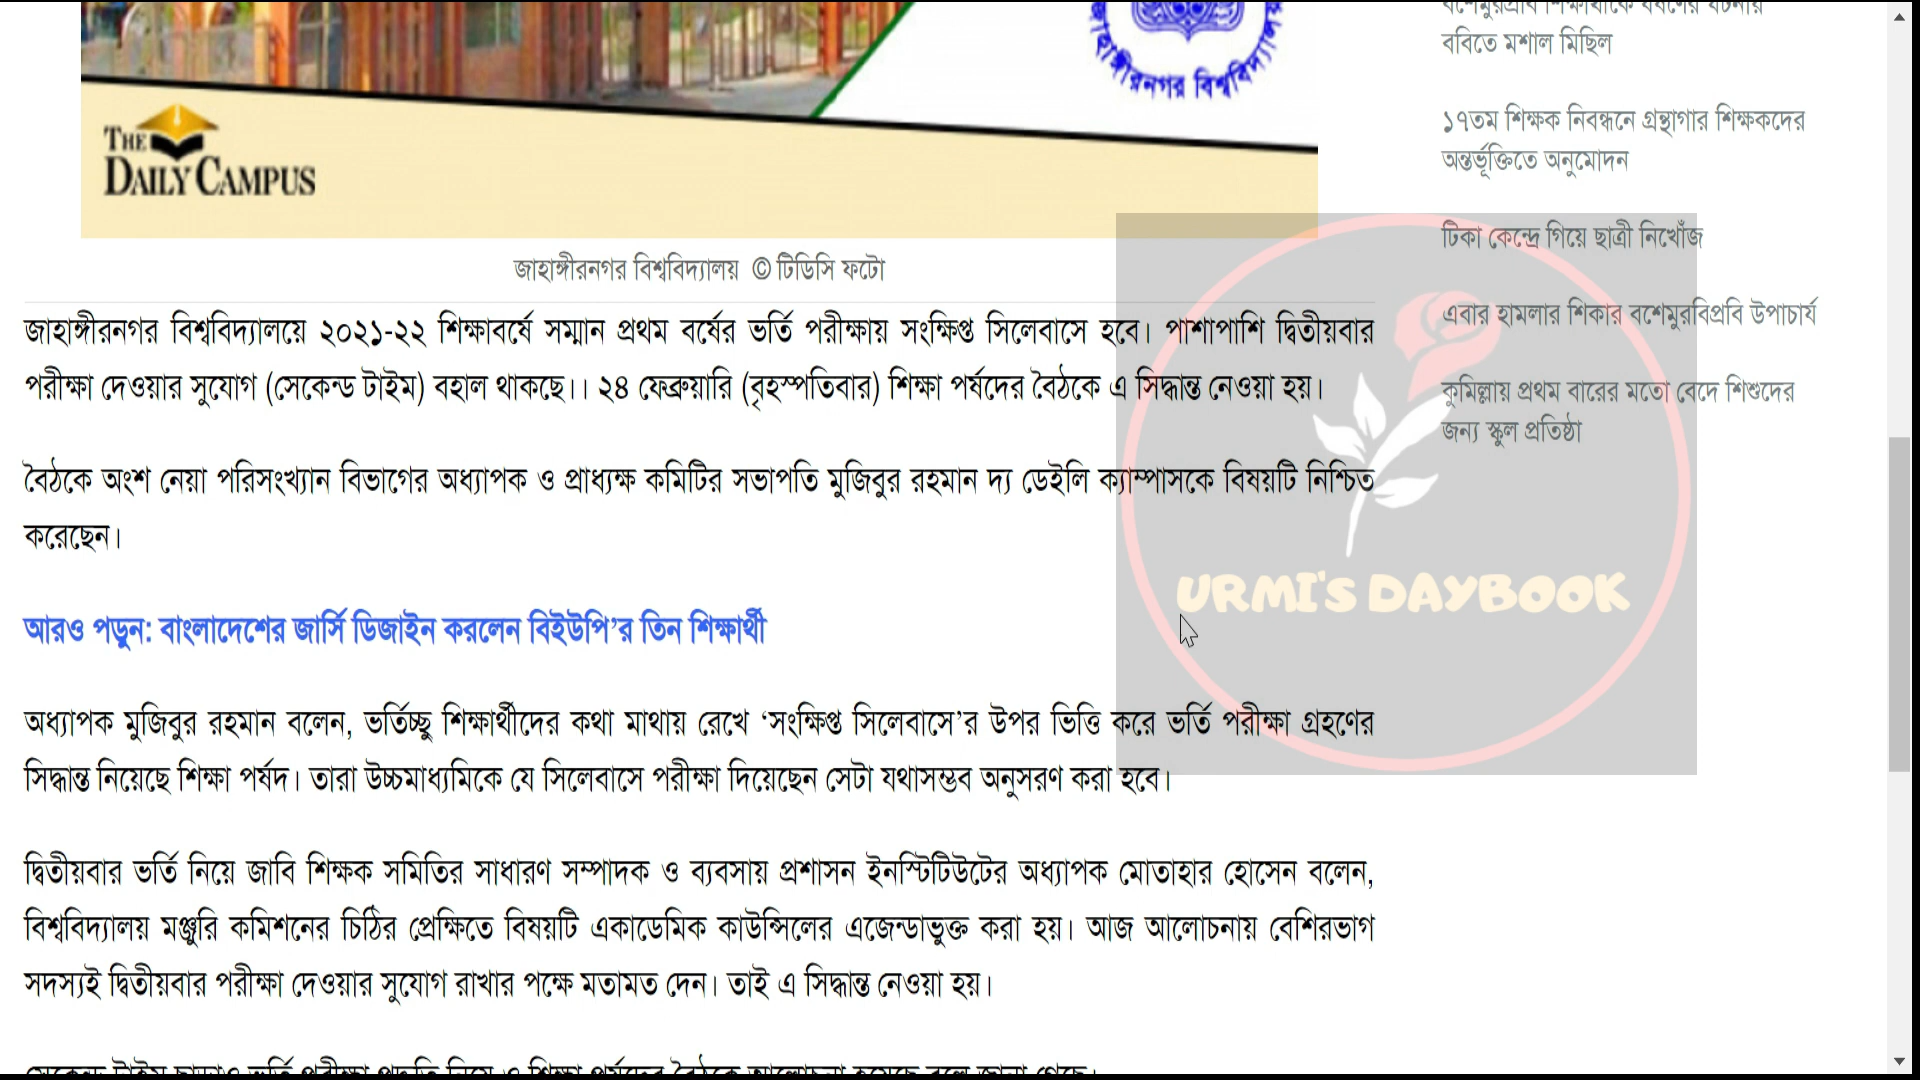 জাহাঙ্গীরনগর বিশ্ববিদ্যালয়
THE
DAILY CAMPUS
জাহাঙ্গীরনগর বিশ্ববিদ্যালয় © টিডিসি ফটো
জাহাঙ্গীরনগর বিশ্ববিদ্যালয়ে ২০২১-২২ শিক্ষাবর্ষে সম্মান প্রথম বর্ষের ভর্তি পরীক্ষায় সংক্ষিপ্ত সিলেবাসে হবে। পাশাপাশি দ্বিতীয়বার
পরীক্ষা দেওয়ার সুযোগ (সেকেন্ড টাইম) বহাল থাকছে।। ২৪ ফেব্রুয়ারি (বৃহস্পতিবার) শিক্ষা পর্ষদের বৈঠকে এ সিদ্ধান্ত নেওয়া হয়।
বৈঠকে অংশ নেয়া পরিসংখ্যান বিভাগের অধ্যাপক ও প্রাধ্যক্ষ কমিটির সভাপতি মুজিবুর রহমান দ্য ডেইলি ক্যাম্পাসকে বিষয়টি নিশ্চিত
করেছেন।
আরও পড়ুন: বাংলাদেশের জার্সি ডিজাইন করলেন বিইউপি’র তিন শিক্ষার্থী
অধ্যাপক মুজিবুর রহমান বলেন, ভর্তিচ্ছু শিক্ষার্থীদের কথা মাথায় রেখে ‘সংক্ষিপ্ত সিলেবাসে’র উপর ভিত্তি করে ভর্তি পরীক্ষা গ্রহণের
সিদ্ধান্ত নিয়েছে শিক্ষা পর্ষদ। তারা উচ্চমাধ্যমিকে যে সিলেবাসে পরীক্ষা দিয়েছেন সেটা যথাসম্ভব অনুসরণ করা হবে।
দ্বিতীয়বার ভর্তি নিয়ে জাবি শিক্ষক সমিতির সাধারণ সম্পাদক ও ব্যবসায় প্রশাসন ইনস্টিটিউটের অধ্যাপক মোতাহার হোসেন বলেন,
বিশ্ববিদ্যালয় মঞ্জুরি কমিশনের চিঠির প্রেক্ষিতে বিষয়টি একাডেমিক কাউন্সিলের এজেন্ডাভুক্ত করা হয়। আজ আলোচনায় বেশিরভাগ
সদস্যই দ্বিতীয়বার পরীক্ষা দেওয়ার সুযোগ রাখার পক্ষে মতামত দেন। তাই এ সিদ্ধান্ত নেওয়া হয়।
ববিতে মশাল মিছিল
১৭তম শিক্ষক নিবন্ধনে গ্রন্থাগার শিক্ষকদের
অন্তর্ভূক্তিতে অনুমোদন
টিকা কেন্দ্রে গিয়ে ছাত্রী নিখোঁজ
এবার হামলার শিকার বশেমুরবিপ্রবি উপাচার্য
কুমিল্লায় প্রথম বারের মতো বেদে শিশুদের
জন্য স্কুল প্রতিষ্ঠা
URMI'S DAYBOOK